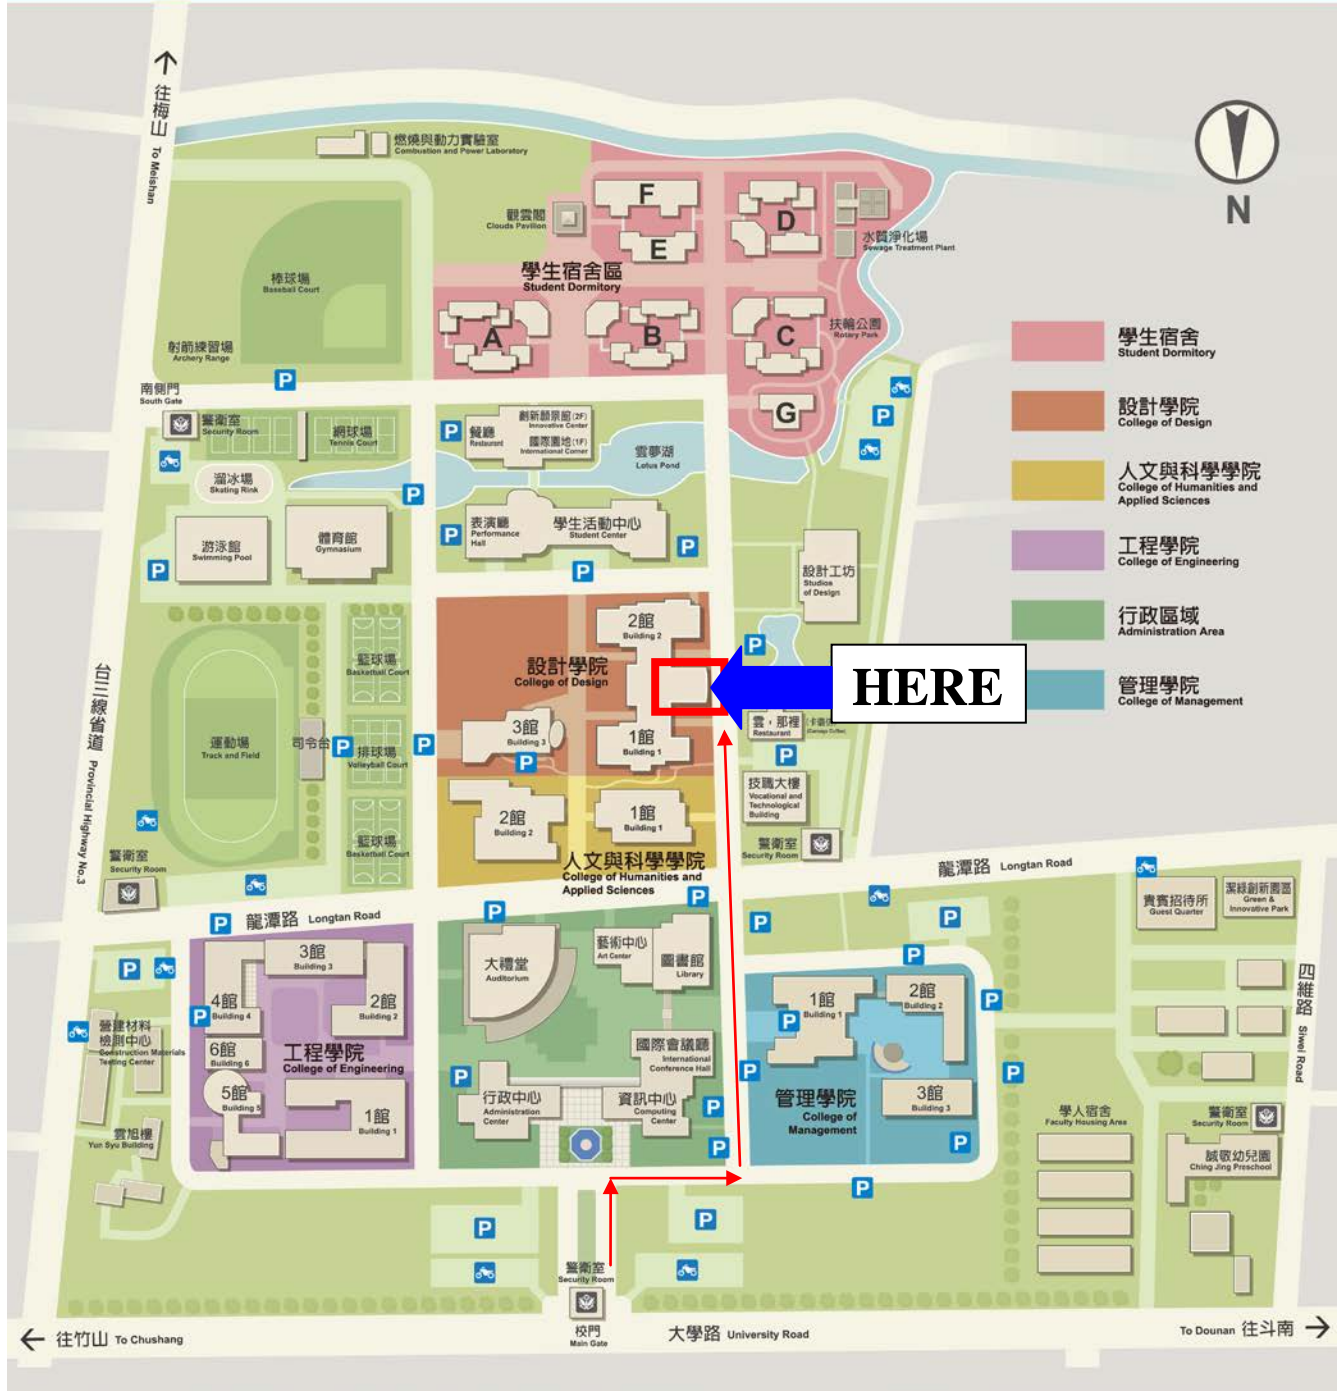 往梅山 To Meishan
燃燒與動力實驗室
Combustion and Power Laboratory
N
觀雲閣
Clouds Pavilion
F
E
D
水質淨化場
Sewage Treatment Plant
學生宿舍區
Student Dormitory
棒球場
Baseball Court
A
B
C
扶輪公園
Rotary Park
射箭練習場
Archery Range
G
P
南側門
South Gate
警衛室
Security Room
網球場
Tennis Court
P
餐廳
Restaurant
創新願景館(2F)
Innovative Center
國際園地(1F)
International Corner
雲夢湖
Lotus Pond
P
溜冰場
Skating Rink
P
游泳館
Swimming Pool
體育館
Gymnasium
P
表演廳
Performance
Hall
學生活動中心
Student Center
P
P
P
設計工坊
Studios
of Design
學生宿舍
Student Dormitory
設計學院
College of Design
人文與科學學院
College of Humanities and
Applied Sciences
工程學院
College of Engineering
行政區域
Administration Area
管理學院
College of Management
2館
Building 2
設計學院
College of Design
P
HERE
3館
Building 3
P
1館
Building 1
雲，那裡
Restaurant
P
技職大樓
Vocational and
Technological
Building
警衛室
Security Room
籃球場
Basketball Court
運動場
Track and Field
司令台
P
排球場
Valleyball Court
P
籃球場
Basketball Court
台三線省道 Provincial Highway No.3
2館
Building 2
1館
Building 1
人文與科學學院
College of Humanities and
Applied Sciences
警衛室
Security Room
龍潭路 Longtan Road
龍潭路 Longtan Road
P
P
P
P
貴賓招待所
Guest Quarter
潔綠創新園區
Green &
Innovative Park
四維路 Siwei Road
P
3館
Building 3
4館
Building 4
P
2館
Building 2
6館
Building 6
工程學院
College of Engineering
5館
Building 5
1館
Building 1
營建材料
檢測中心
Construction Materials
Testing Center
雲旭樓
Yun Syu Building
大禮堂
Auditorium
藝術中心
Art Center
圖書館
Library
國際會議廳
International
Conference Hall
P
行政中心
Administration
Center
資訊中心
Computing
Center
P
P
P
P
1館
Building 1
P
2館
Building 2
P
P
P
管理學院
College of
Management
3館
Building 3
P
P
學人宿舍
Faculty Housing Area
警衛室
Security Room
誠敬幼兒園
Ching Jing Preschool
P
P
警衛室
Security Room
校門
Main Gate
往竹山 To Chushang
大學路 University Road
To Dounan 往斗南